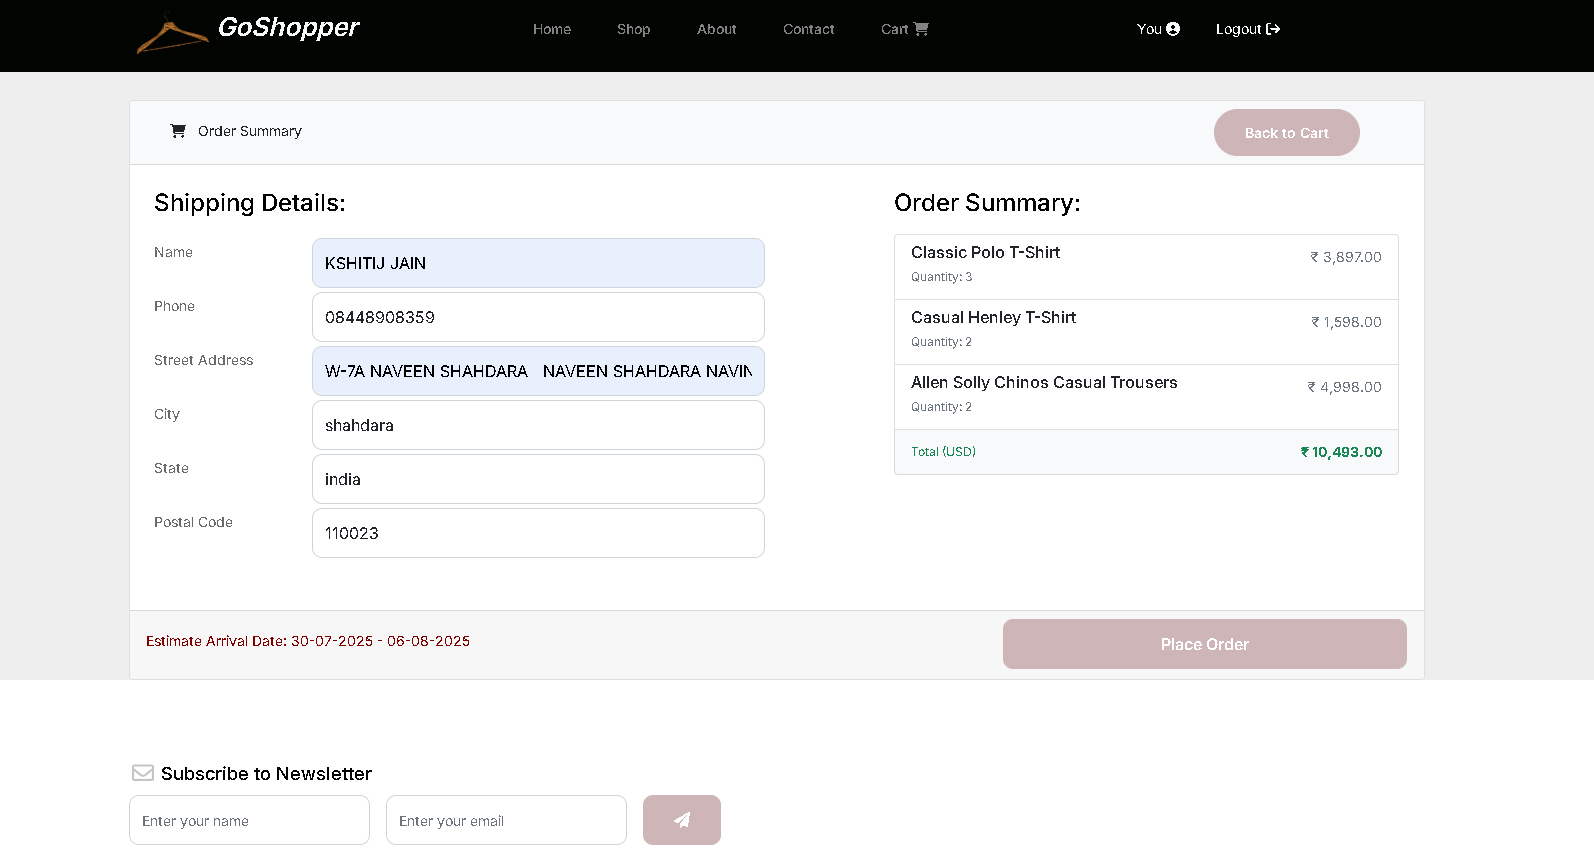 GoShopper
Home Shop About Contact Cart
You Logout
Order Summary
Back to Cart
Shipping Details:
Name
KSHITIJ JAIN
Phone
08448908359
Street Address
W-7A NAVEEN SHAHDARA NAVEEN SHAHDARA NAVIN
City
shahdara
State
india
Postal Code
110023
Order Summary:
Classic Polo T-Shirt ₹ 3,897.00
Quantity: 3
Casual Henley T-Shirt ₹ 1,598.00
Quantity: 2
Allen Solly Chinos Casual Trousers ₹ 4,998.00
Quantity: 2
Total (USD) ₹ 10,493.00
Estimate Arrival Date: 30-07-2025 - 06-08-2025
Place Order
Subscribe to Newsletter
Enter your name
Enter your email